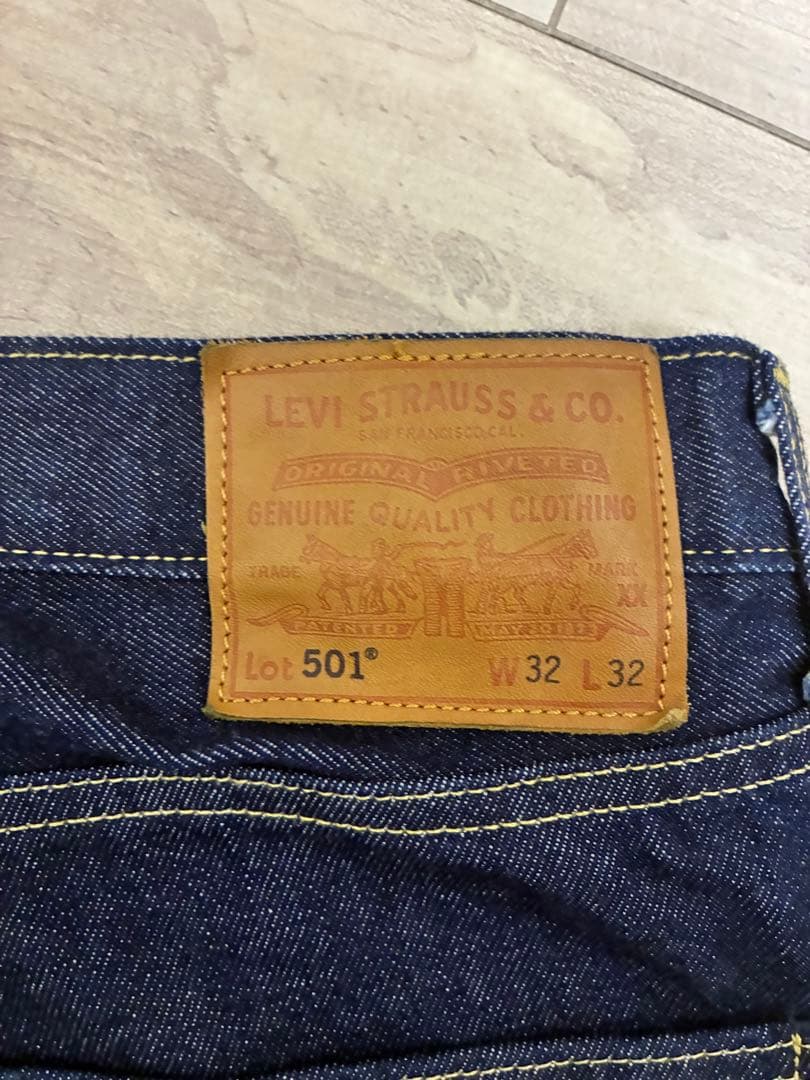 LEVI STRAUSS & CO.
SAN FRANCISCO, CAL.
ORIGINAL RIVETED
GENUINE QUALITY CLOTHING
TRADE MARK
XX
PATENTED MAY 20 1873
Lot 501® W 32 L 32